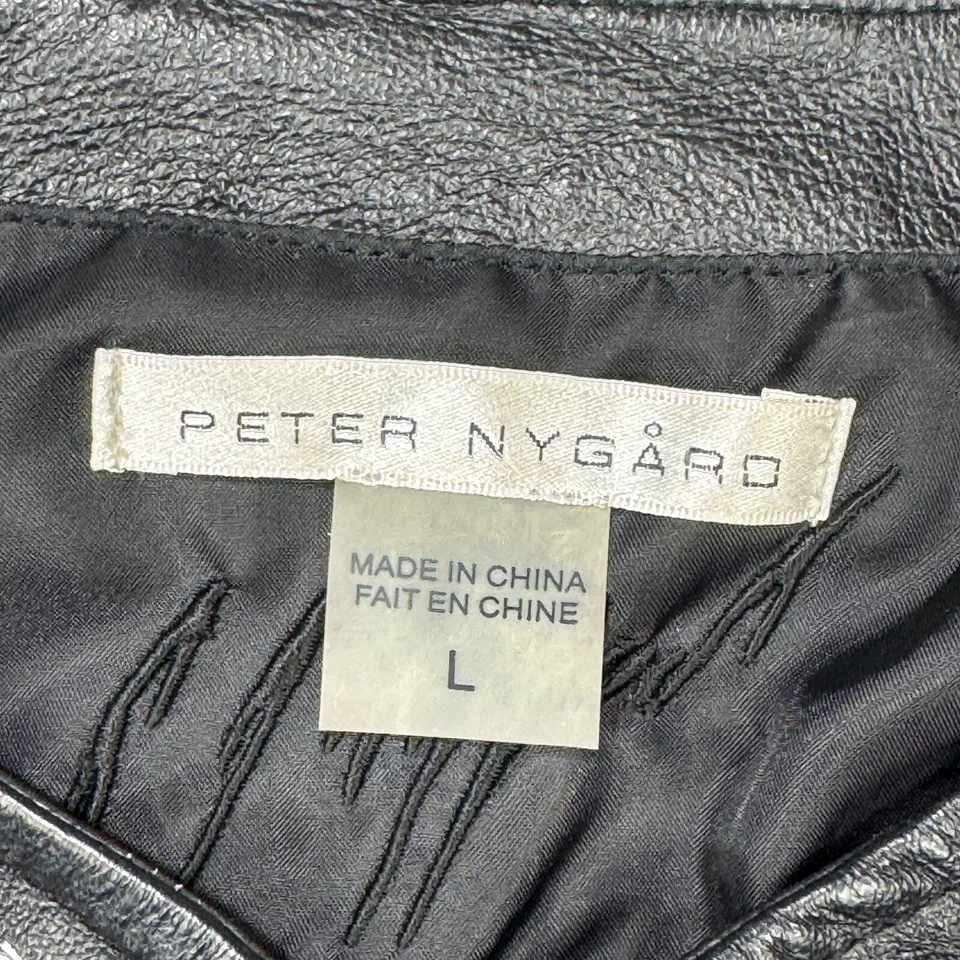 PETER NYGÅRD
MADE IN CHINA
FAIT EN CHINE
L